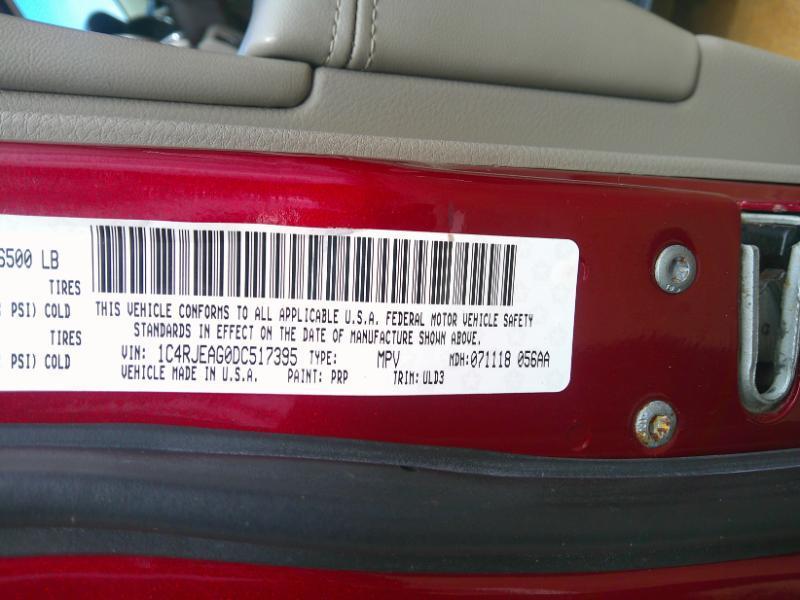 6500 LB
TIRES
PSI) COLD
TIRES
PSI) COLD
THIS VEHICLE CONFORMS TO ALL APPLICABLE U.S.A. FEDERAL MOTOR VEHICLE SAFETY
STANDARDS IN EFFECT ON THE DATE OF MANUFACTURE SHOWN ABOVE.
VIN: 1C4RJEAG0DC517395 TYPE: MPV MDH:071118 056AA
VEHICLE MADE IN U.S.A. PAINT: PRP TRIM:ULD3